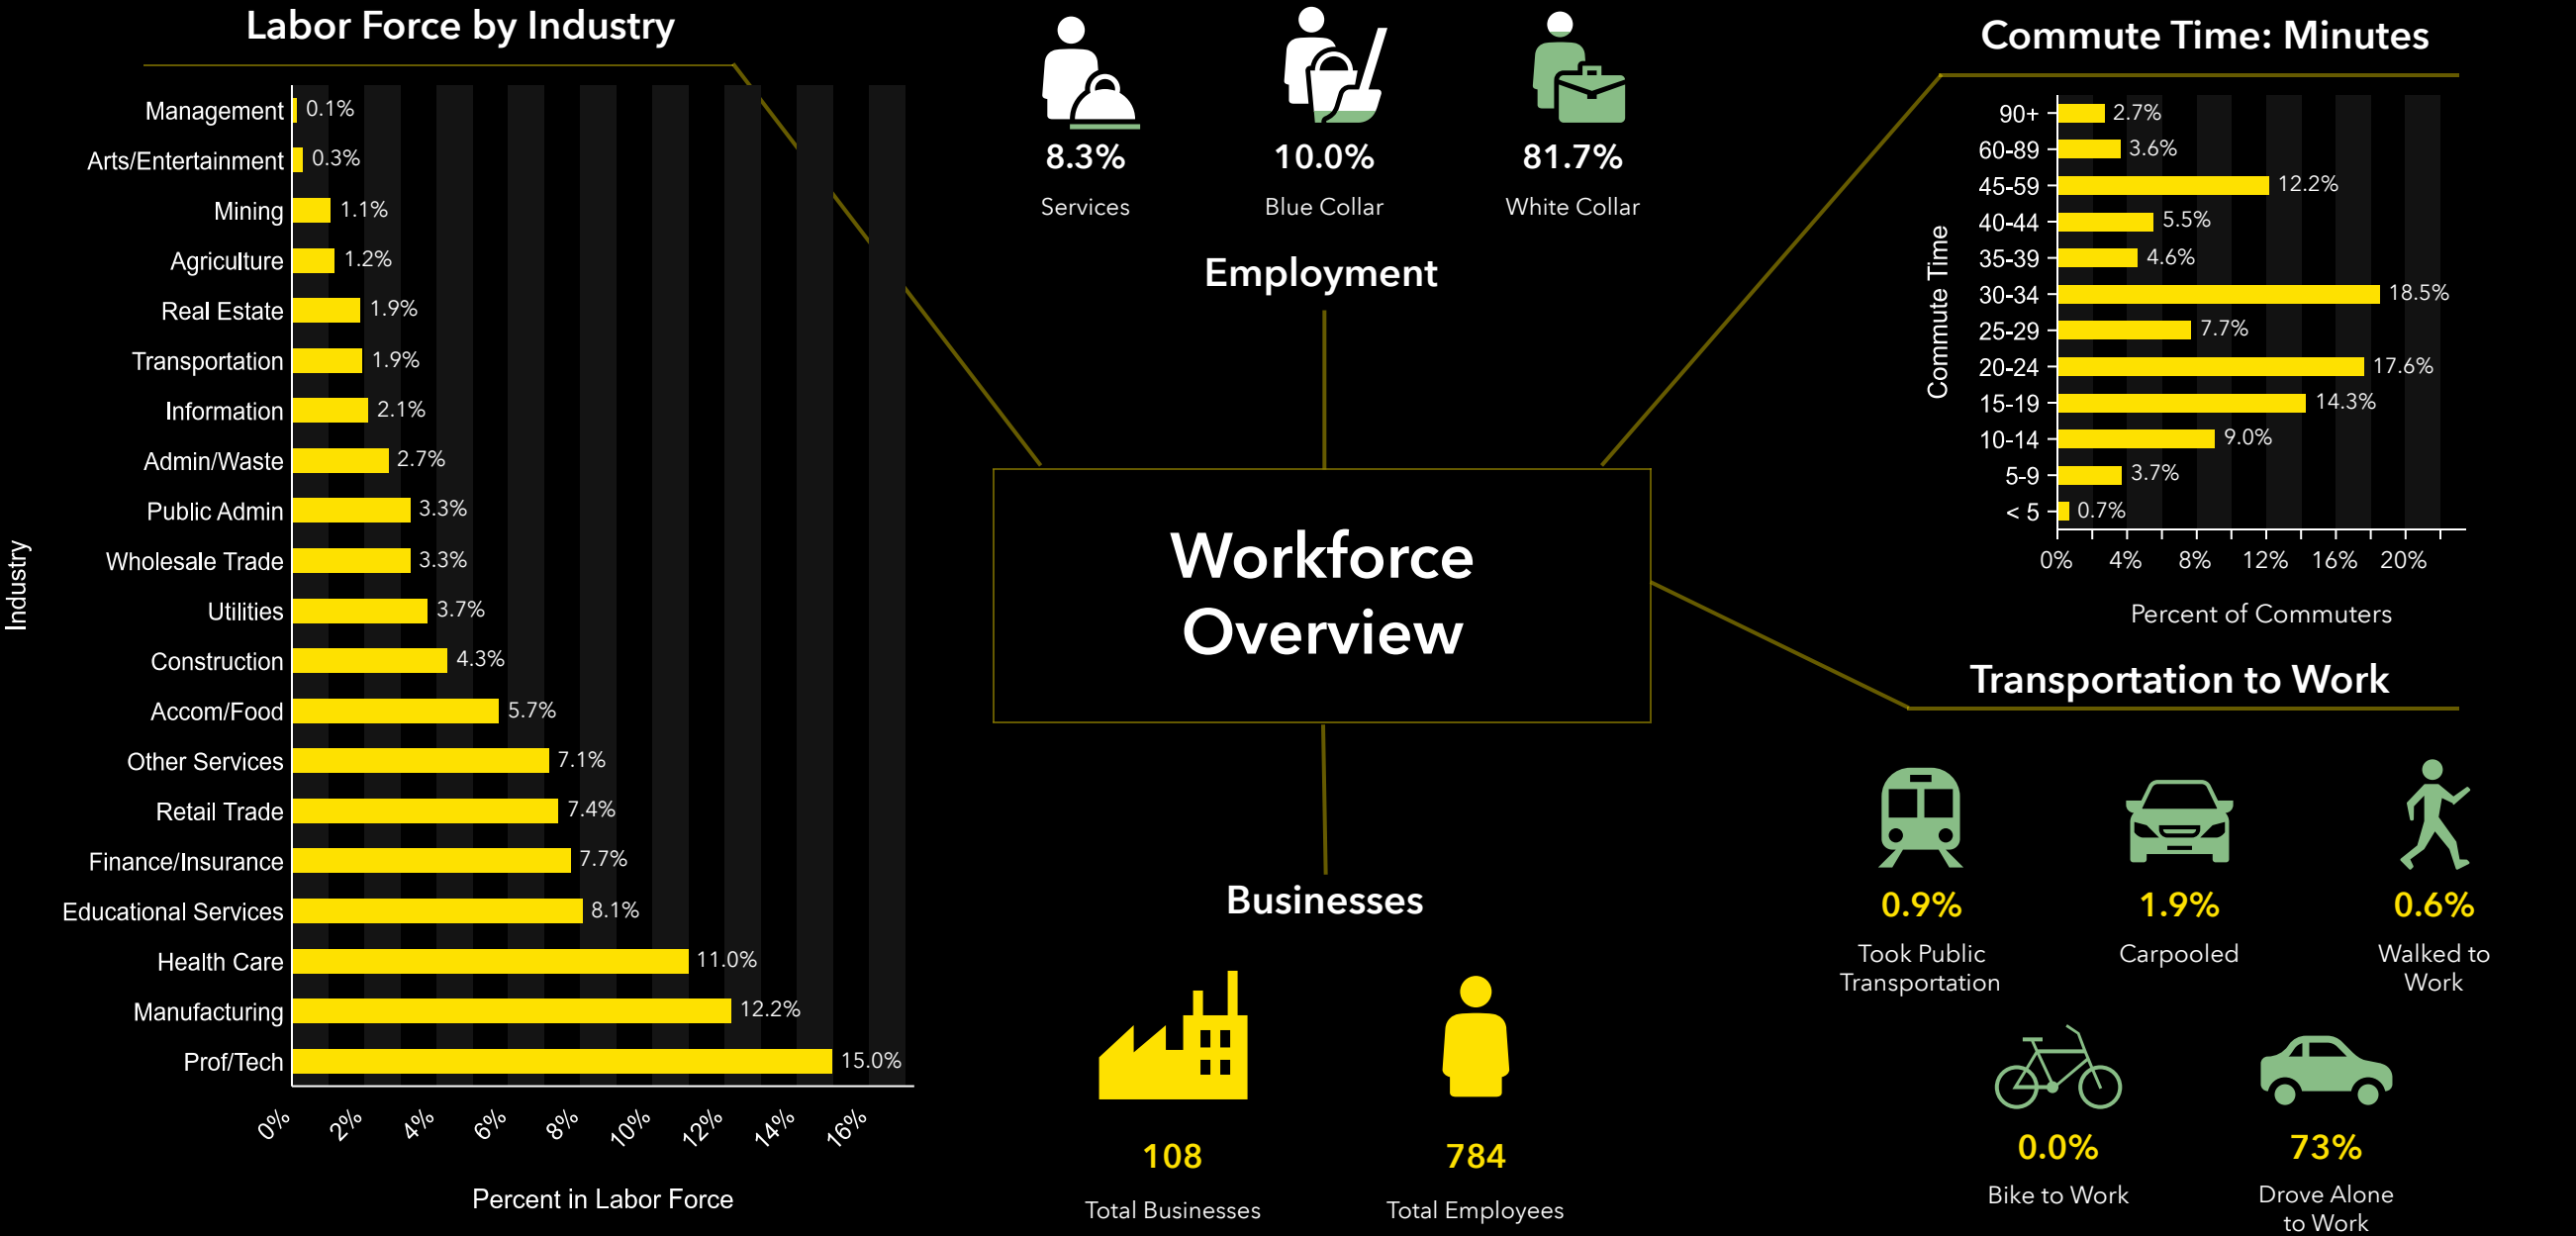 Labor Force by Industry
Industry
Management 0.1%
Arts/Entertainment 0.3%
Mining 1.1%
Agriculture 1.2%
Real Estate 1.9%
Transportation 1.9%
Information 2.1%
Admin/Waste 2.7%
Public Admin 3.3%
Wholesale Trade 3.3%
Utilities 3.7%
Construction 4.3%
Accom/Food 5.7%
Other Services 7.1%
Retail Trade 7.4%
Finance/Insurance 7.7%
Educational Services 8.1%
Health Care 11.0%
Manufacturing 12.2%
Prof/Tech 15.0%
0% 2% 4% 6% 8% 10% 12% 14% 16%
Percent in Labor Force
8.3% 10.0% 81.7%
Services Blue Collar White Collar
Employment
Workforce
Overview
Businesses
108 784
Total Businesses Total Employees
Commute Time: Minutes
Commute Time
90+ 2.7%
60-89 3.6%
45-59 12.2%
40-44 5.5%
35-39 4.6%
30-34 18.5%
25-29 7.7%
20-24 17.6%
15-19 14.3%
10-14 9.0%
5-9 3.7%
< 5 0.7%
0% 4% 8% 12% 16% 20%
Percent of Commuters
Transportation to Work
0.9% 1.9% 0.6%
Took Public Carpooled Walked to
Transportation Work
0.0% 73%
Bike to Work Drove Alone
to Work